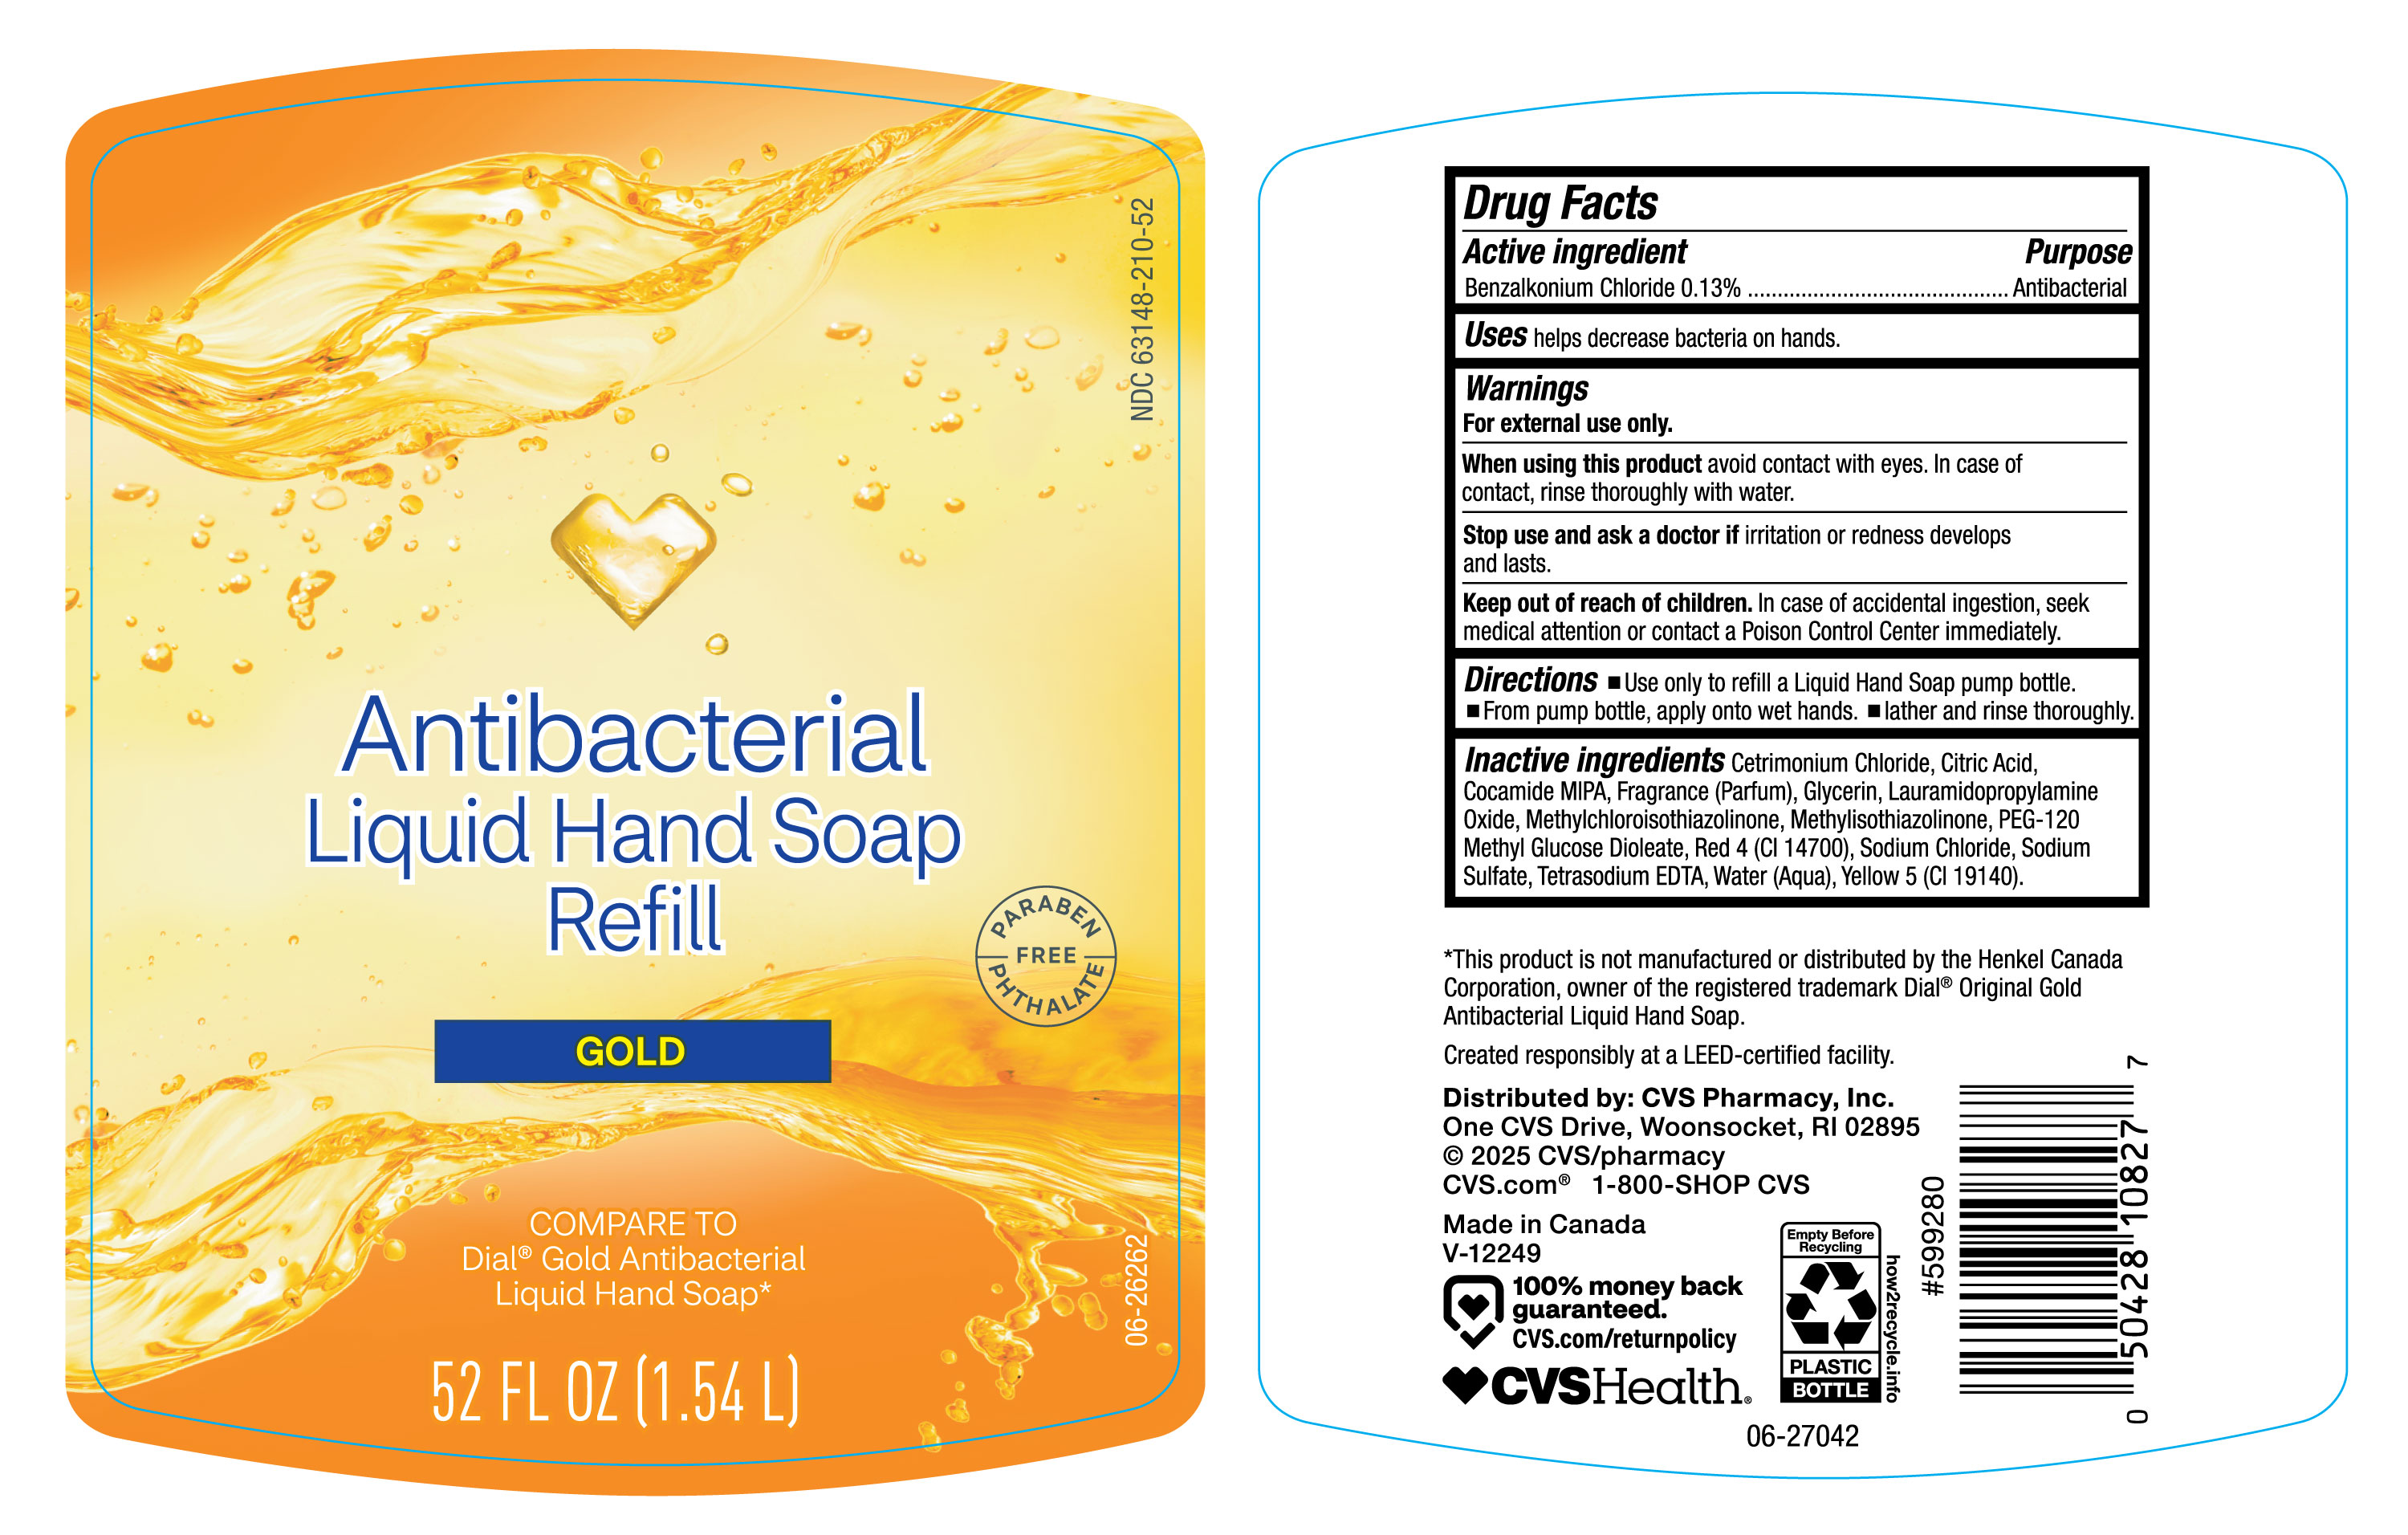 NDC 63148-210-52
Antibacterial
Liquid Hand Soap
Refill
PARABEN
FREE
PHTHALATE
GOLD
COMPARE TO
Dial® Gold Antibacterial
Liquid Hand Soap*
06-26262
52 FL OZ (1.54 L)
Drug Facts
Active ingredient Purpose
Benzalkonium Chloride 0.13% ............................................ Antibacterial
Uses helps decrease bacteria on hands.
Warnings
For external use only.
When using this product avoid contact with eyes. In case of
contact, rinse thoroughly with water.
Stop use and ask a doctor if irritation or redness develops
and lasts.
Keep out of reach of children. In case of accidental ingestion, seek
medical attention or contact a Poison Control Center immediately.
Directions ■ Use only to refill a Liquid Hand Soap pump bottle.
■ From pump bottle, apply onto wet hands. ■ lather and rinse thoroughly.
Inactive ingredients Cetrimonium Chloride, Citric Acid,
Cocamide MIPA, Fragrance (Parfum), Glycerin, Lauramidopropylamine
Oxide, Methylchloroisothiazolinone, Methylisothiazolinone, PEG-120
Methyl Glucose Dioleate, Red 4 (CI 14700), Sodium Chloride, Sodium
Sulfate, Tetrasodium EDTA, Water (Aqua), Yellow 5 (CI 19140).
*This product is not manufactured or distributed by the Henkel Canada
Corporation, owner of the registered trademark Dial® Original Gold
Antibacterial Liquid Hand Soap.
Created responsibly at a LEED-certified facility.
Distributed by: CVS Pharmacy, Inc.
One CVS Drive, Woonsocket, RI 02895
© 2025 CVS/pharmacy
CVS.com® 1-800-SHOP CVS
Made in Canada
V-12249
100% money back
guaranteed.
CVS.com/returnpolicy
CVSHealth®
Empty Before
Recycling
PLASTIC
BOTTLE
how2recycle.info
#599280
0 50428 10827 7
06-27042